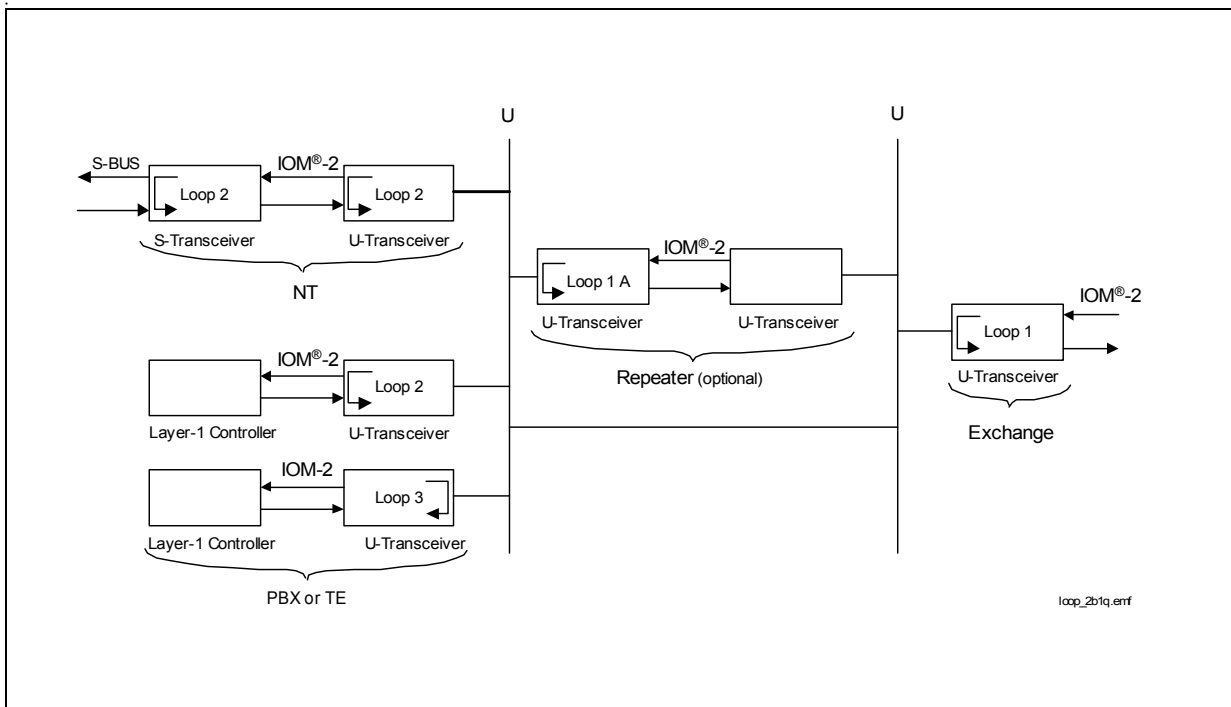 :
U
U
S-BUS
IOM®-2
Loop 2
Loop 2
S-Transceiver
U-Transceiver
NT
IOM®-2
Loop 1 A
U-Transceiver
U-Transceiver
Repeater (optional)
IOM®-2
Loop 1
U-Transceiver
Exchange
IOM®-2
Loop 2
Layer-1 Controller
U-Transceiver
IOM-2
Loop 3
Layer-1 Controller
U-Transceiver
PBX or TE
loop_2b1q.emf